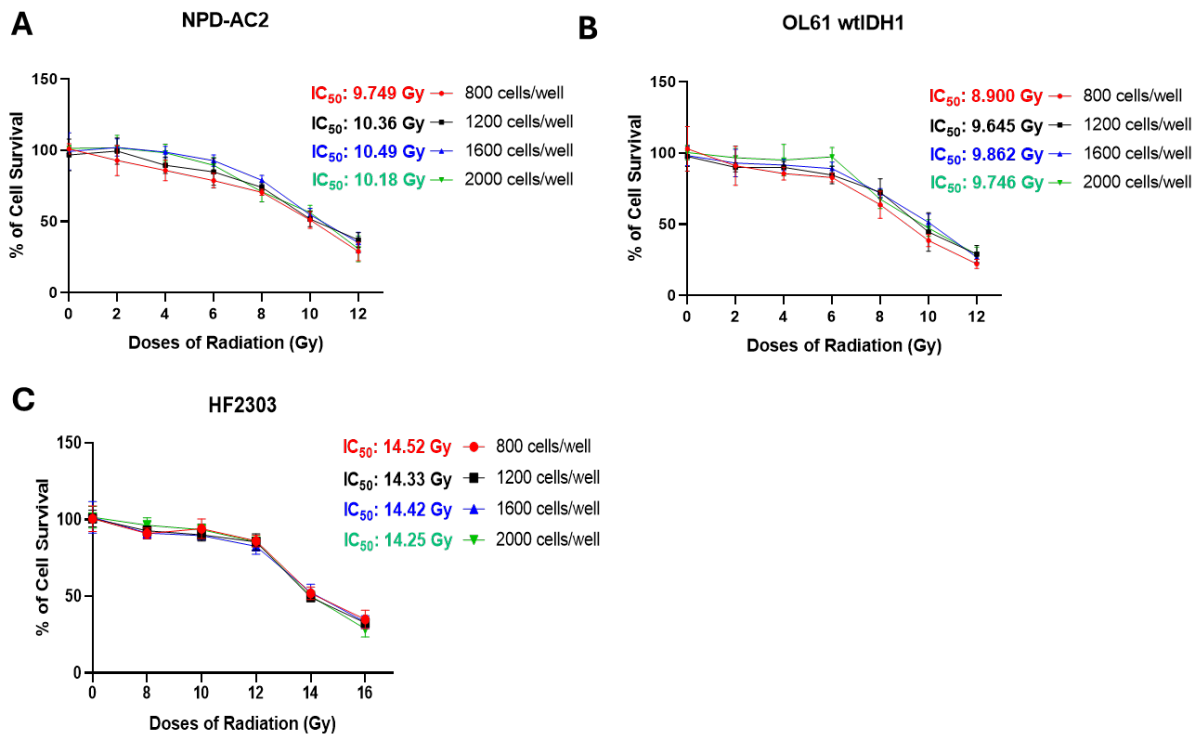 A
NPD-AC2
150
100
50
0
% of Cell Survival
IC50: 9.749 Gy 800 cells/well
IC50: 10.36 Gy 1200 cells/well
IC50: 10.49 Gy 1600 cells/well
IC50: 10.18 Gy 2000 cells/well
0 2 4 6 8 10 12
Doses of Radiation (Gy)
B
OL61 wtIDH1
150
100
50
0
% of Cell Survival
IC50: 8.900 Gy 800 cells/well
IC50: 9.645 Gy 1200 cells/well
IC50: 9.862 Gy 1600 cells/well
IC50: 9.746 Gy 2000 cells/well
0 2 4 6 8 10 12
Doses of Radiation (Gy)
C
HF2303
150
100
50
0
% of Cell Survival
IC50: 14.52 Gy 800 cells/well
IC50: 14.33 Gy 1200 cells/well
IC50: 14.42 Gy 1600 cells/well
IC50: 14.25 Gy 2000 cells/well
0 8 10 12 14 16
Doses of Radiation (Gy)